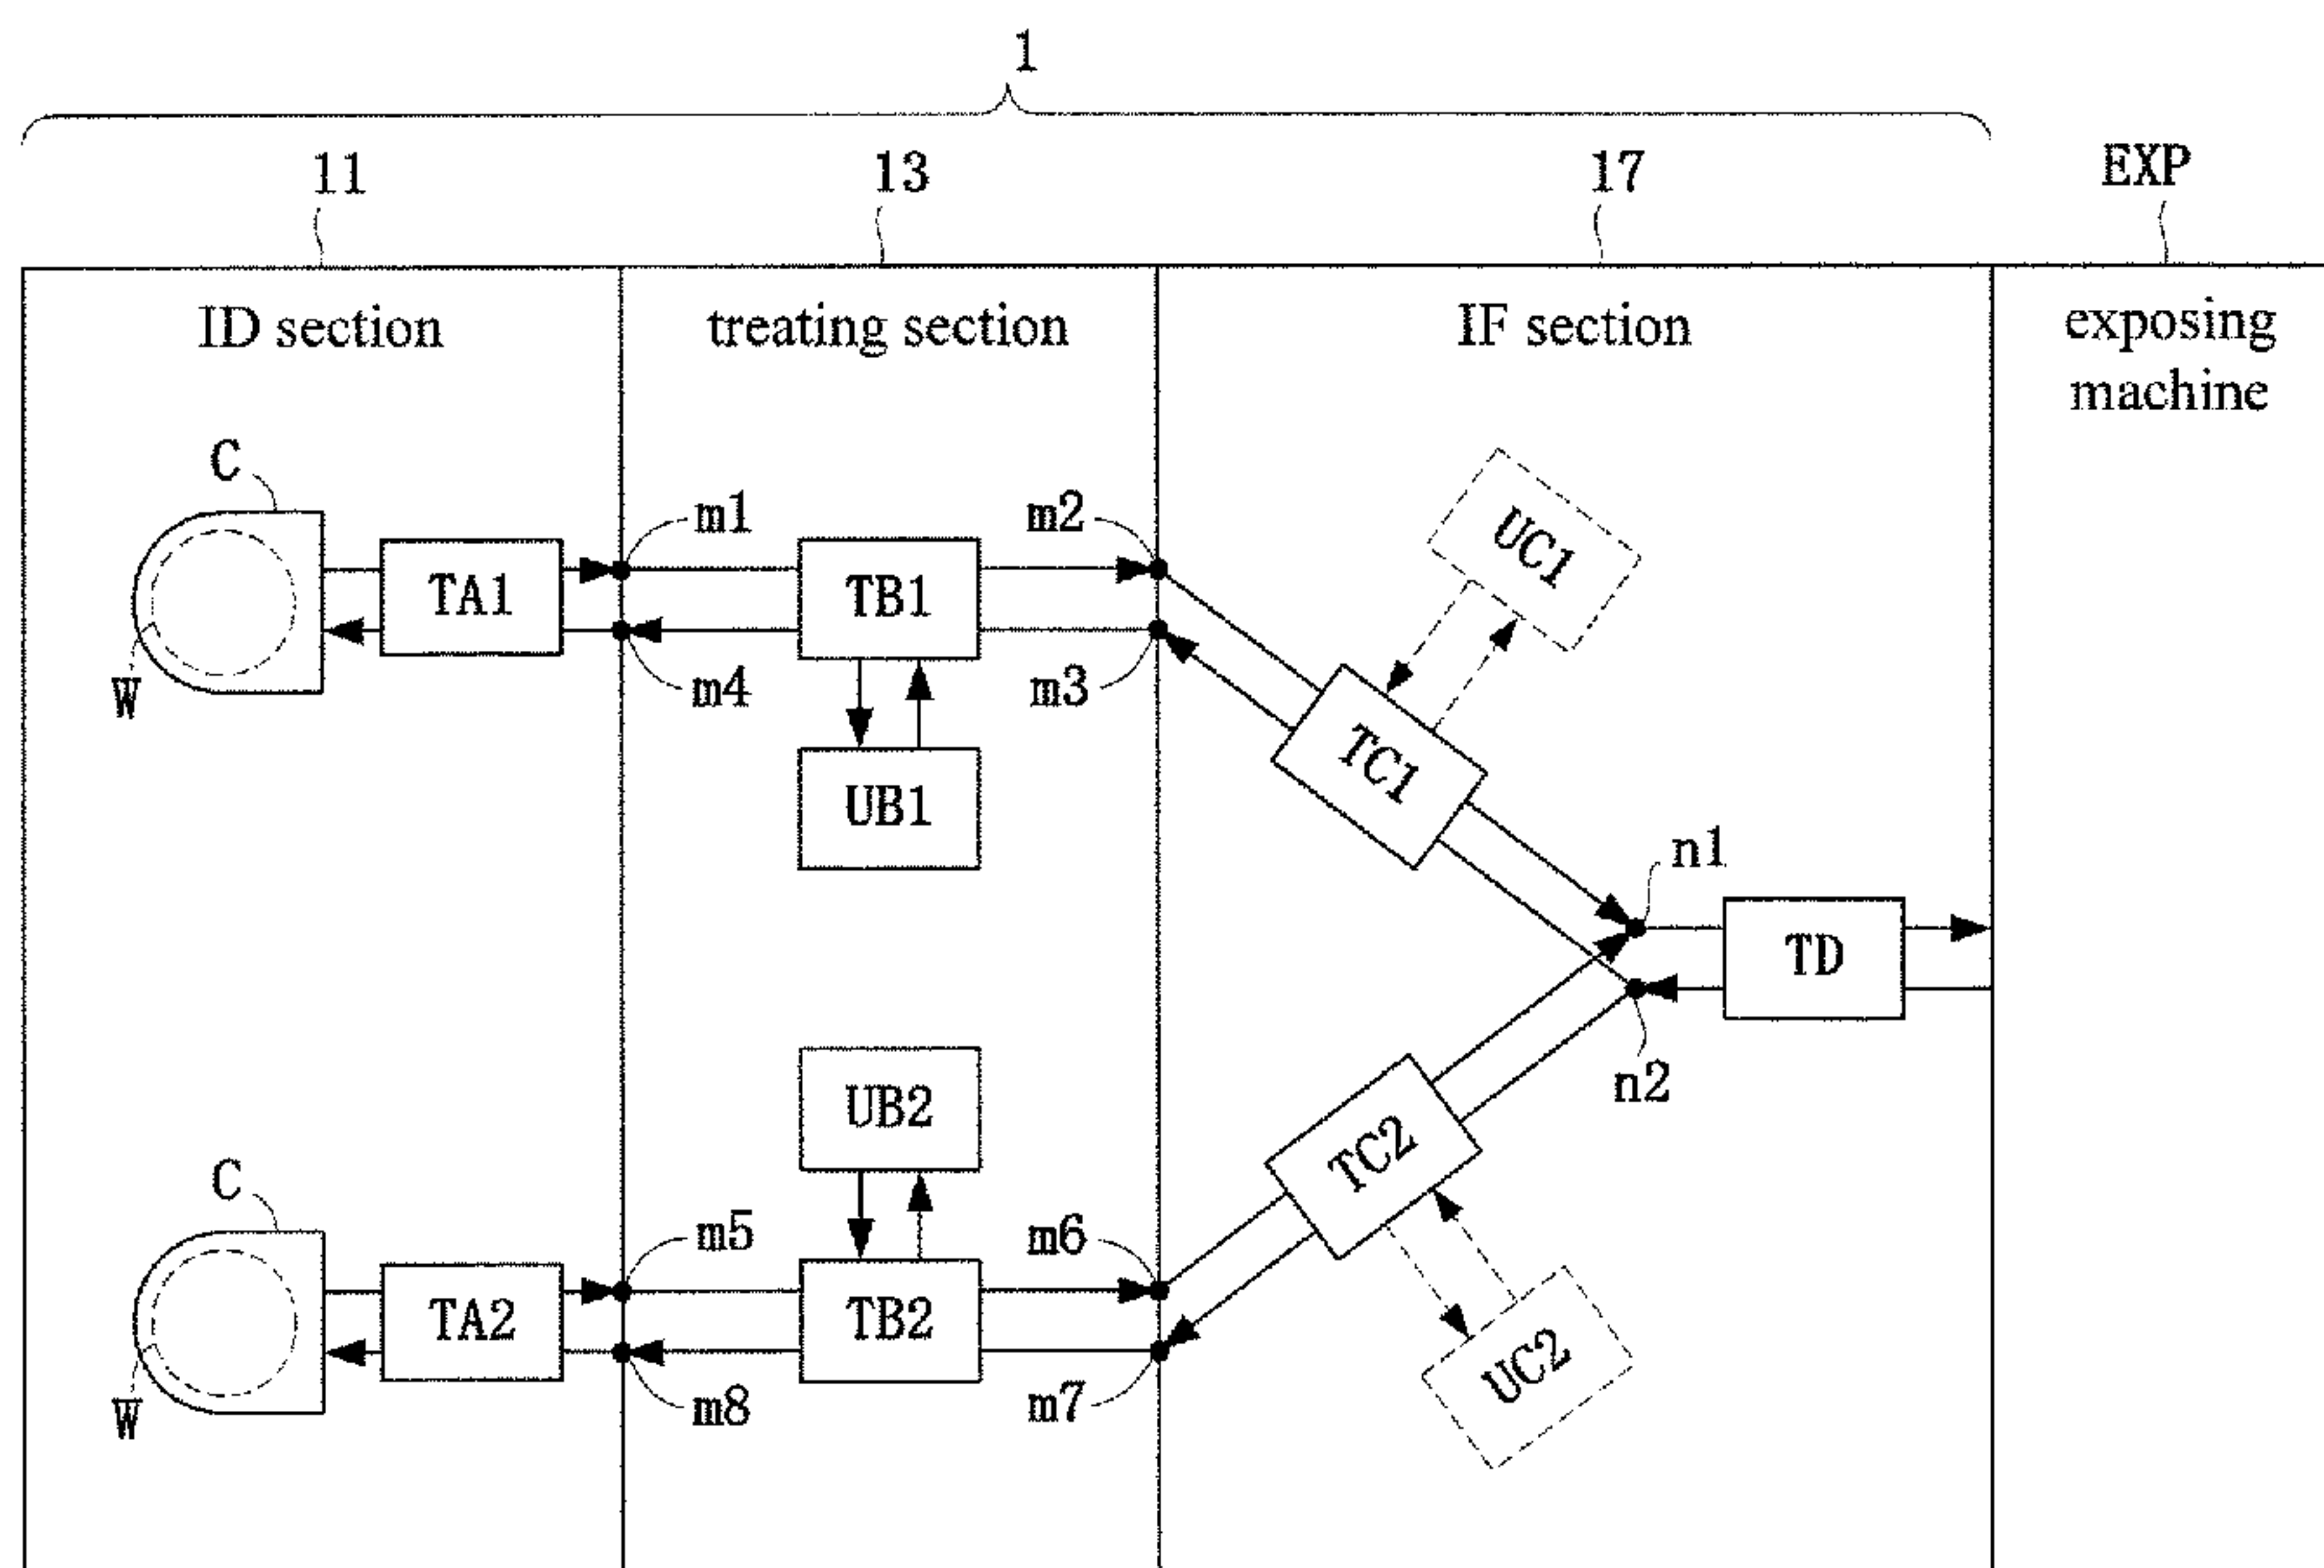 1
11
13
17
EXP
ID section
treating section
IF section
exposing
machine
C
m1
m2
UC1
TA1
TB1
W
m4
m3
TC1
UB1
n1
TD
n2
UB2
TC2
C
m5
m6
TA2
TB2
UC2
W
m8
m7